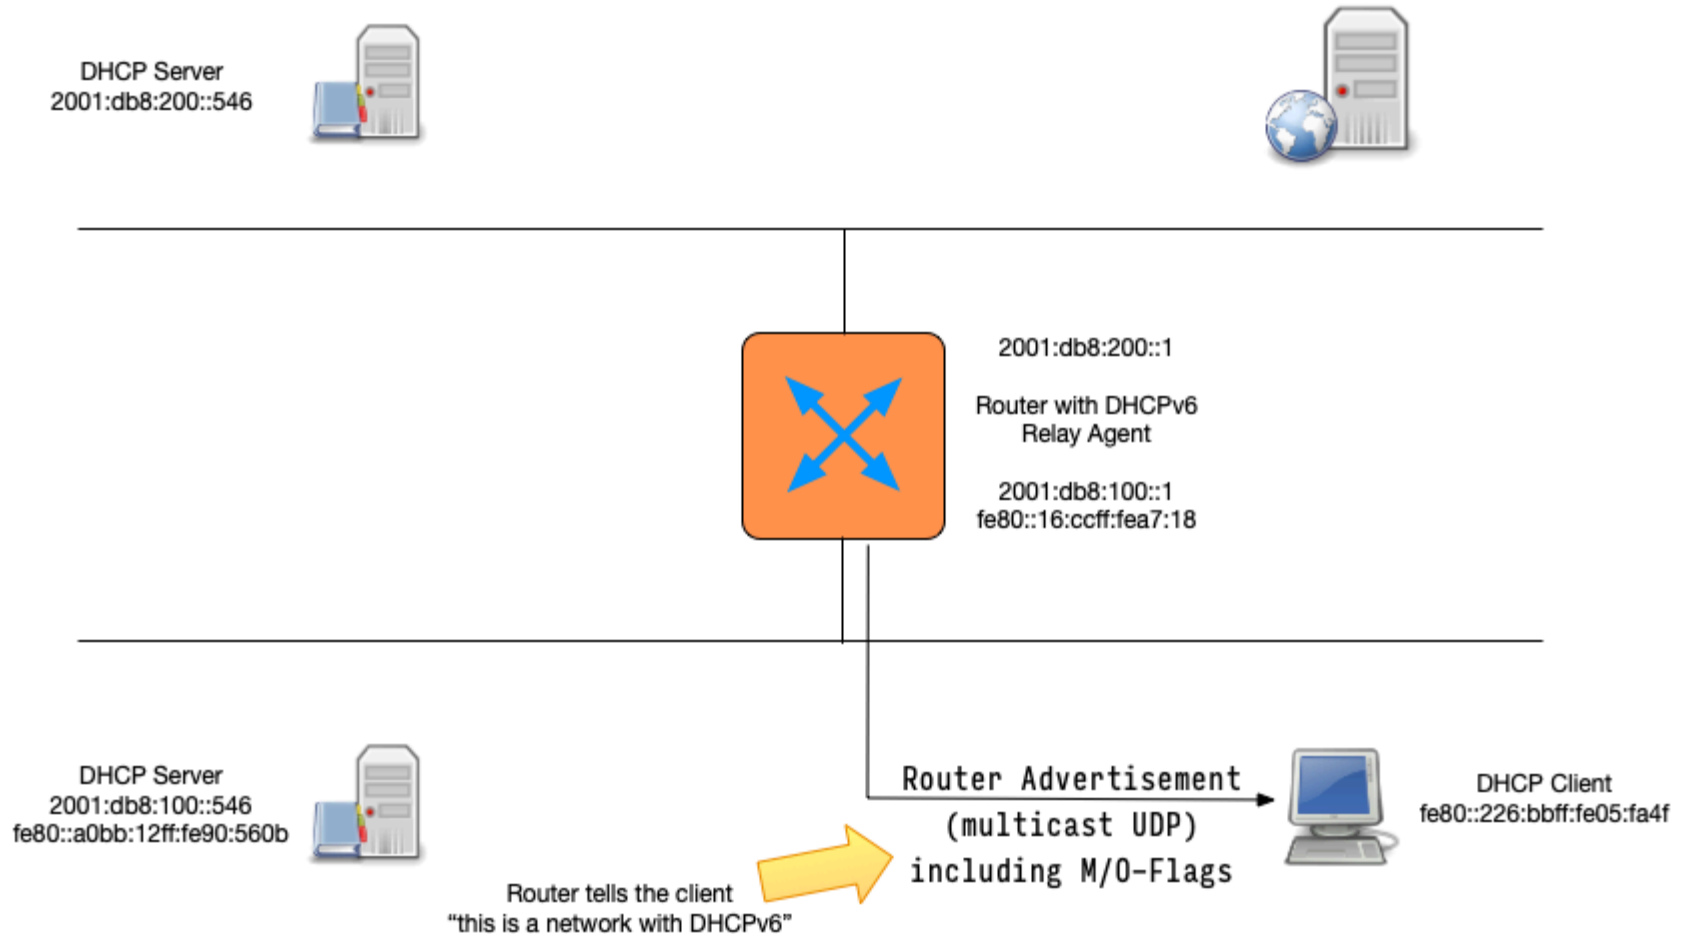 DHCP Server
2001:db8:200::546
2001:db8:200::1
Router with DHCPv6
Relay Agent
2001:db8:100::1
fe80::16:ccff:fea7:18
DHCP Server
2001:db8:100::546
fe80::a0bb:12ff:fe90:560b
Router Advertisement
(multicast UDP)
including M/O-Flags
DHCP Client
fe80::226:bbff:fe05:fa4f
Router tells the client
“this is a network with DHCPv6”